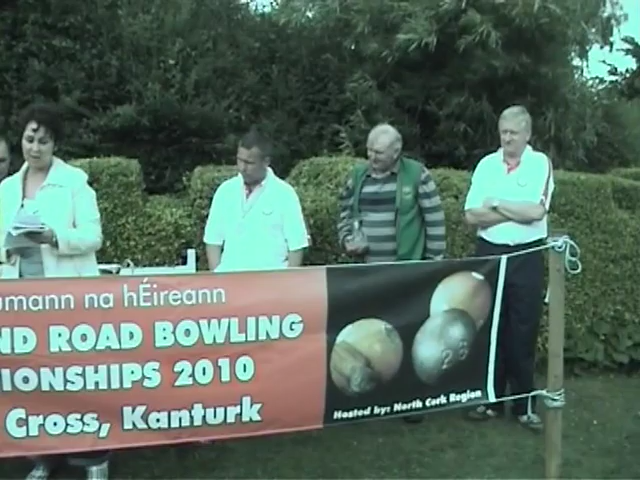 umann na hÉireann
ND ROAD BOWLING
IONSHIPS 2010
Cross, Kanturk
Hosted by: North Cork Region